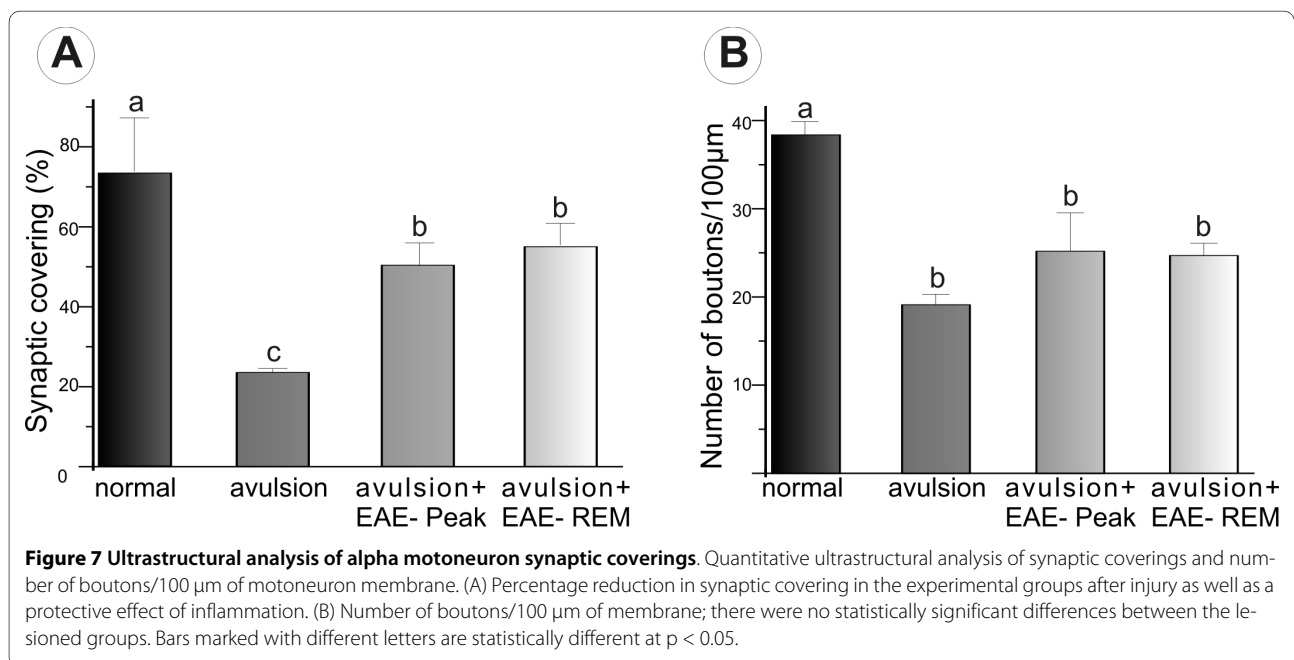 A
B
Synaptic covering (%)
80
60
40
20
0
a
c
b
b
normal
avulsion
avulsion+
EAE- Peak
avulsion+
EAE- REM
Number of boutons/100µm
40
30
20
10
a
b
b
b
normal
avulsion
avulsion+
EAE- Peak
avulsion+
EAE- REM
Figure 7 Ultrastructural analysis of alpha motoneuron synaptic coverings. Quantitative ultrastructural analysis of synaptic coverings and num-
ber of boutons/100 μm of motoneuron membrane. (A) Percentage reduction in synaptic covering in the experimental groups after injury as well as a
protective effect of inflammation. (B) Number of boutons/100 μm of membrane; there were no statistically significant differences between the le-
sioned groups. Bars marked with different letters are statistically different at p < 0.05.